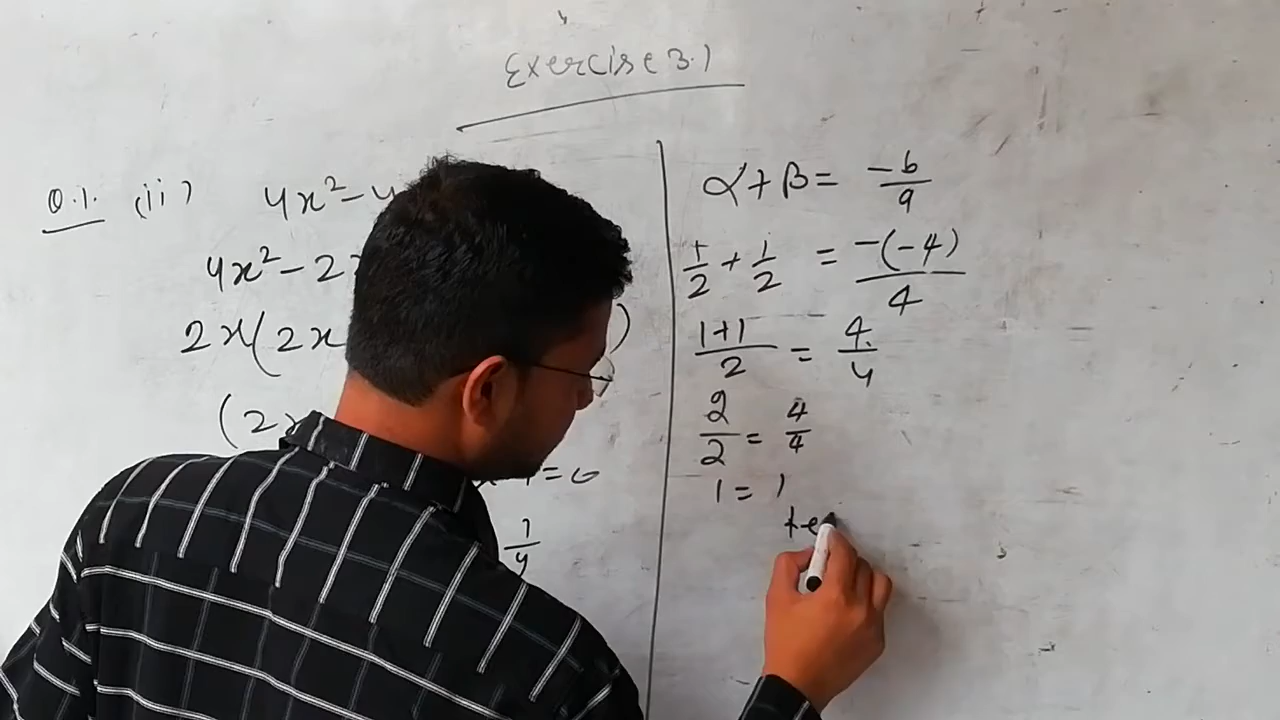 Exercise 3.1
Q.1. (ii) 4x² - 4
4x² - 2
2x(2x )
(2x
= 0
1/4
α + β = -b/a
1/2 + 1/2 = -(-4)/4
1+1/2 = 4/4
2/2 = 4/4
1 = 1